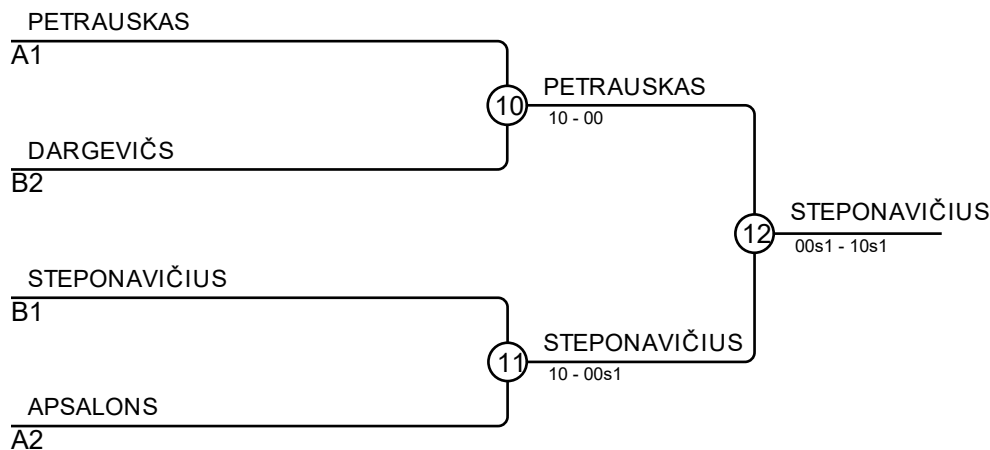 PETRAUSKAS
A1
10
PETRAUSKAS
10 - 00
DARGEVIČS
B2
12
STEPONAVIČIUS
00s1 - 10s1
STEPONAVIČIUS
B1
11
STEPONAVIČIUS
10 - 00s1
APSALONS
A2